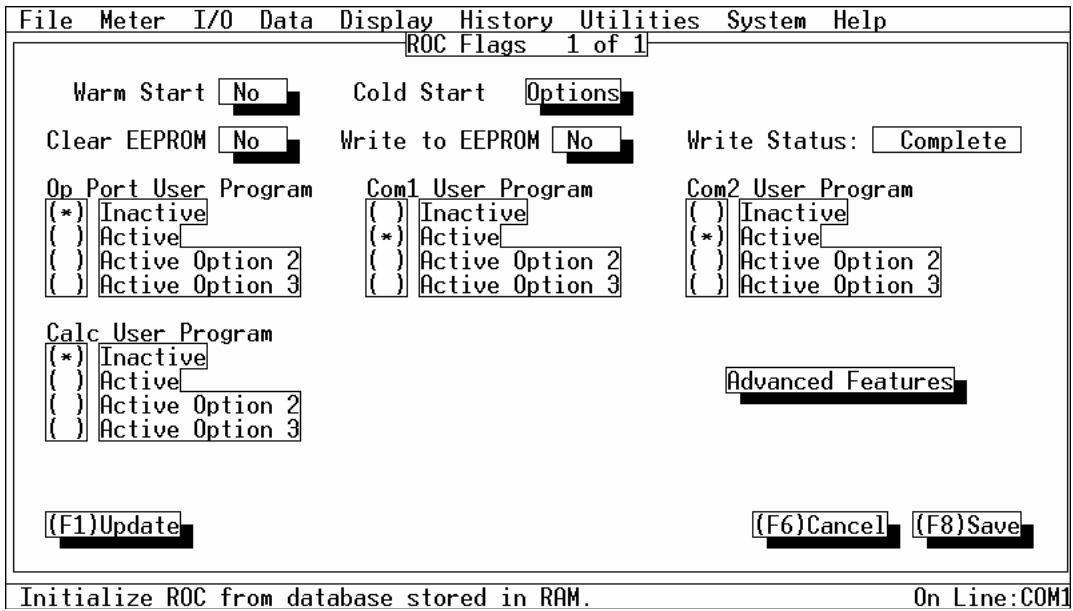 File Meter I/O Data Display History Utilities System Help
ROC Flags 1 of 1
Warm Start No Cold Start Options
Clear EEPROM No Write to EEPROM No Write Status: Complete
Op Port User Program Com1 User Program Com2 User Program
(*) Inactive ( ) Inactive ( ) Inactive
( ) Active (*) Active (*) Active
( ) Active Option 2 ( ) Active Option 2 ( ) Active Option 2
( ) Active Option 3 ( ) Active Option 3 ( ) Active Option 3
Calc User Program
(*) Inactive
( ) Active Advanced Features
( ) Active Option 2
( ) Active Option 3
(F1)Update (F6)Cancel (F8)Save
Initialize ROC from database stored in RAM. On Line:COM1